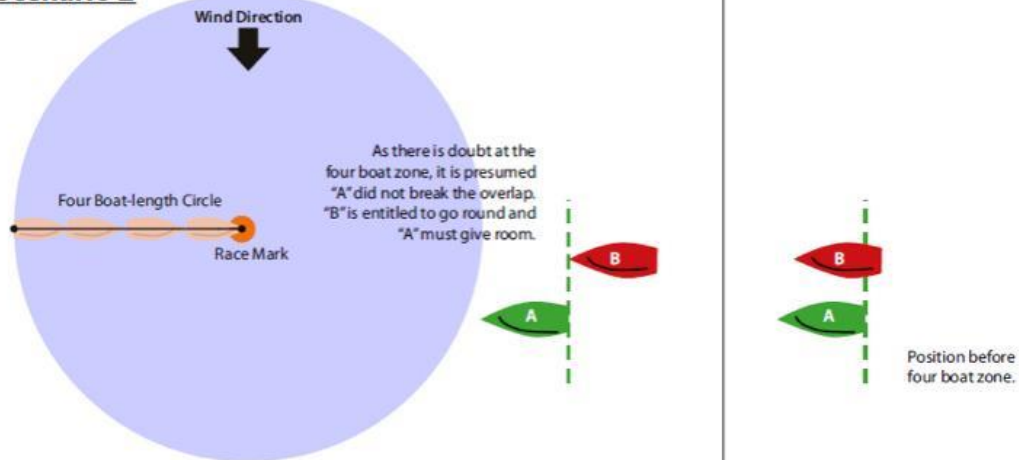 Wind Direction
As there is doubt at the
four boat zone, it is presumed
"A" did not break the overlap.
"B" is entitled to go round and
"A" must give room.
Four Boat-length Circle
Race Mark
B
A
B
A
Position before
four boat zone.